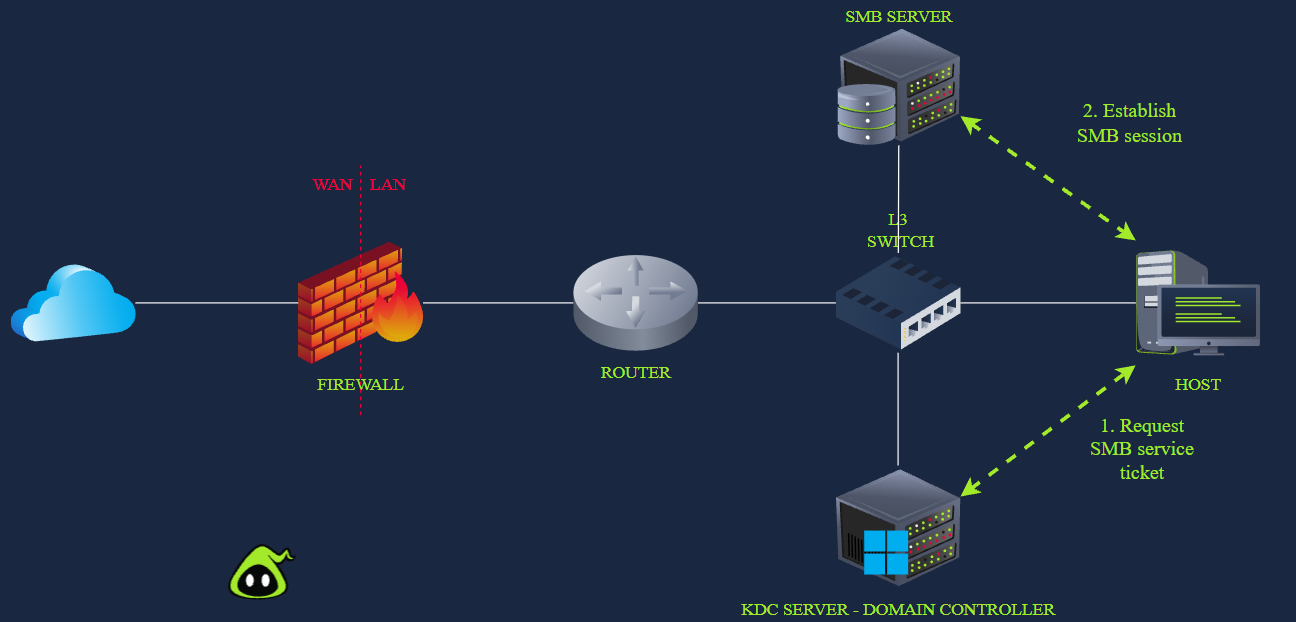 SMB SERVER
2. Establish
SMB session
WAN
LAN
L3
SWITCH
FIREWALL
ROUTER
HOST
1. Request
SMB service
ticket
KDC SERVER - DOMAIN CONTROLLER